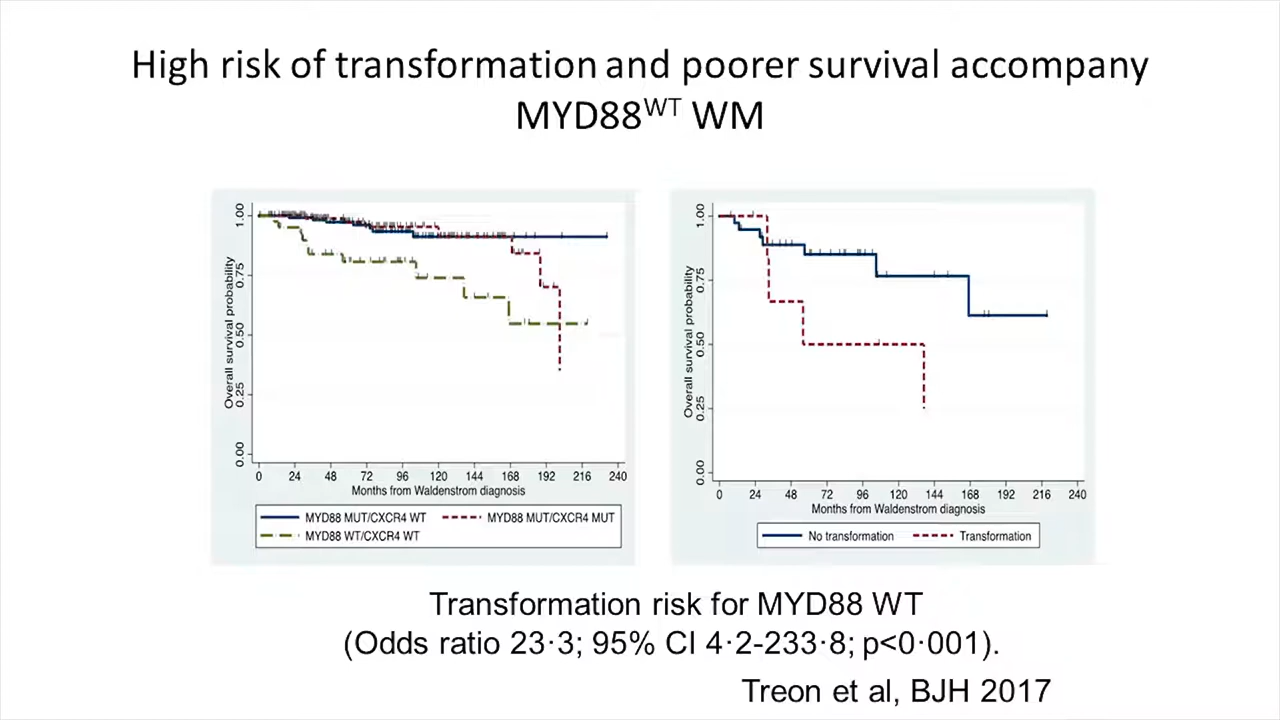 High risk of transformation and poorer survival accompany
MYD88WT WM
Overall survival probability
1.00
0.75
0.50
0.25
0.00
0 24 48 72 96 120 144 168 192 216 240
Months from Waldenstrom diagnosis
MYD88 MUT/CXCR4 WT MYD88 MUT/CXCR4 MUT
MYD88 WT/CXCR4 WT
Overall survival probability
1.00
0.75
0.50
0.25
0.00
0 24 48 72 96 120 144 168 192 216 240
Months from Waldenstrom diagnosis
No transformation Transformation
Transformation risk for MYD88 WT
(Odds ratio 23·3; 95% CI 4·2-233·8; p<0·001).
Treon et al, BJH 2017